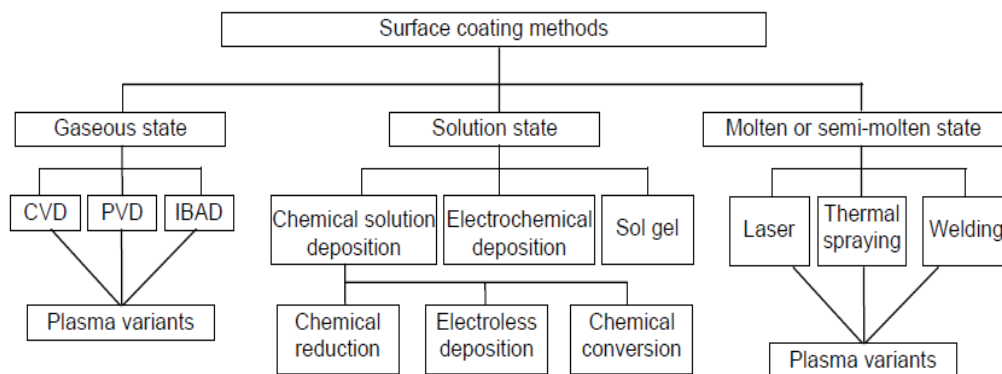 Surface coating methods
Gaseous state
Solution state
Molten or semi-molten state
CVD
PVD
IBAD
Chemical solution
deposition
Electrochemical
deposition
Sol gel
Laser
Thermal
spraying
Welding
Plasma variants
Chemical
reduction
Electroless
deposition
Chemical
conversion
Plasma variants